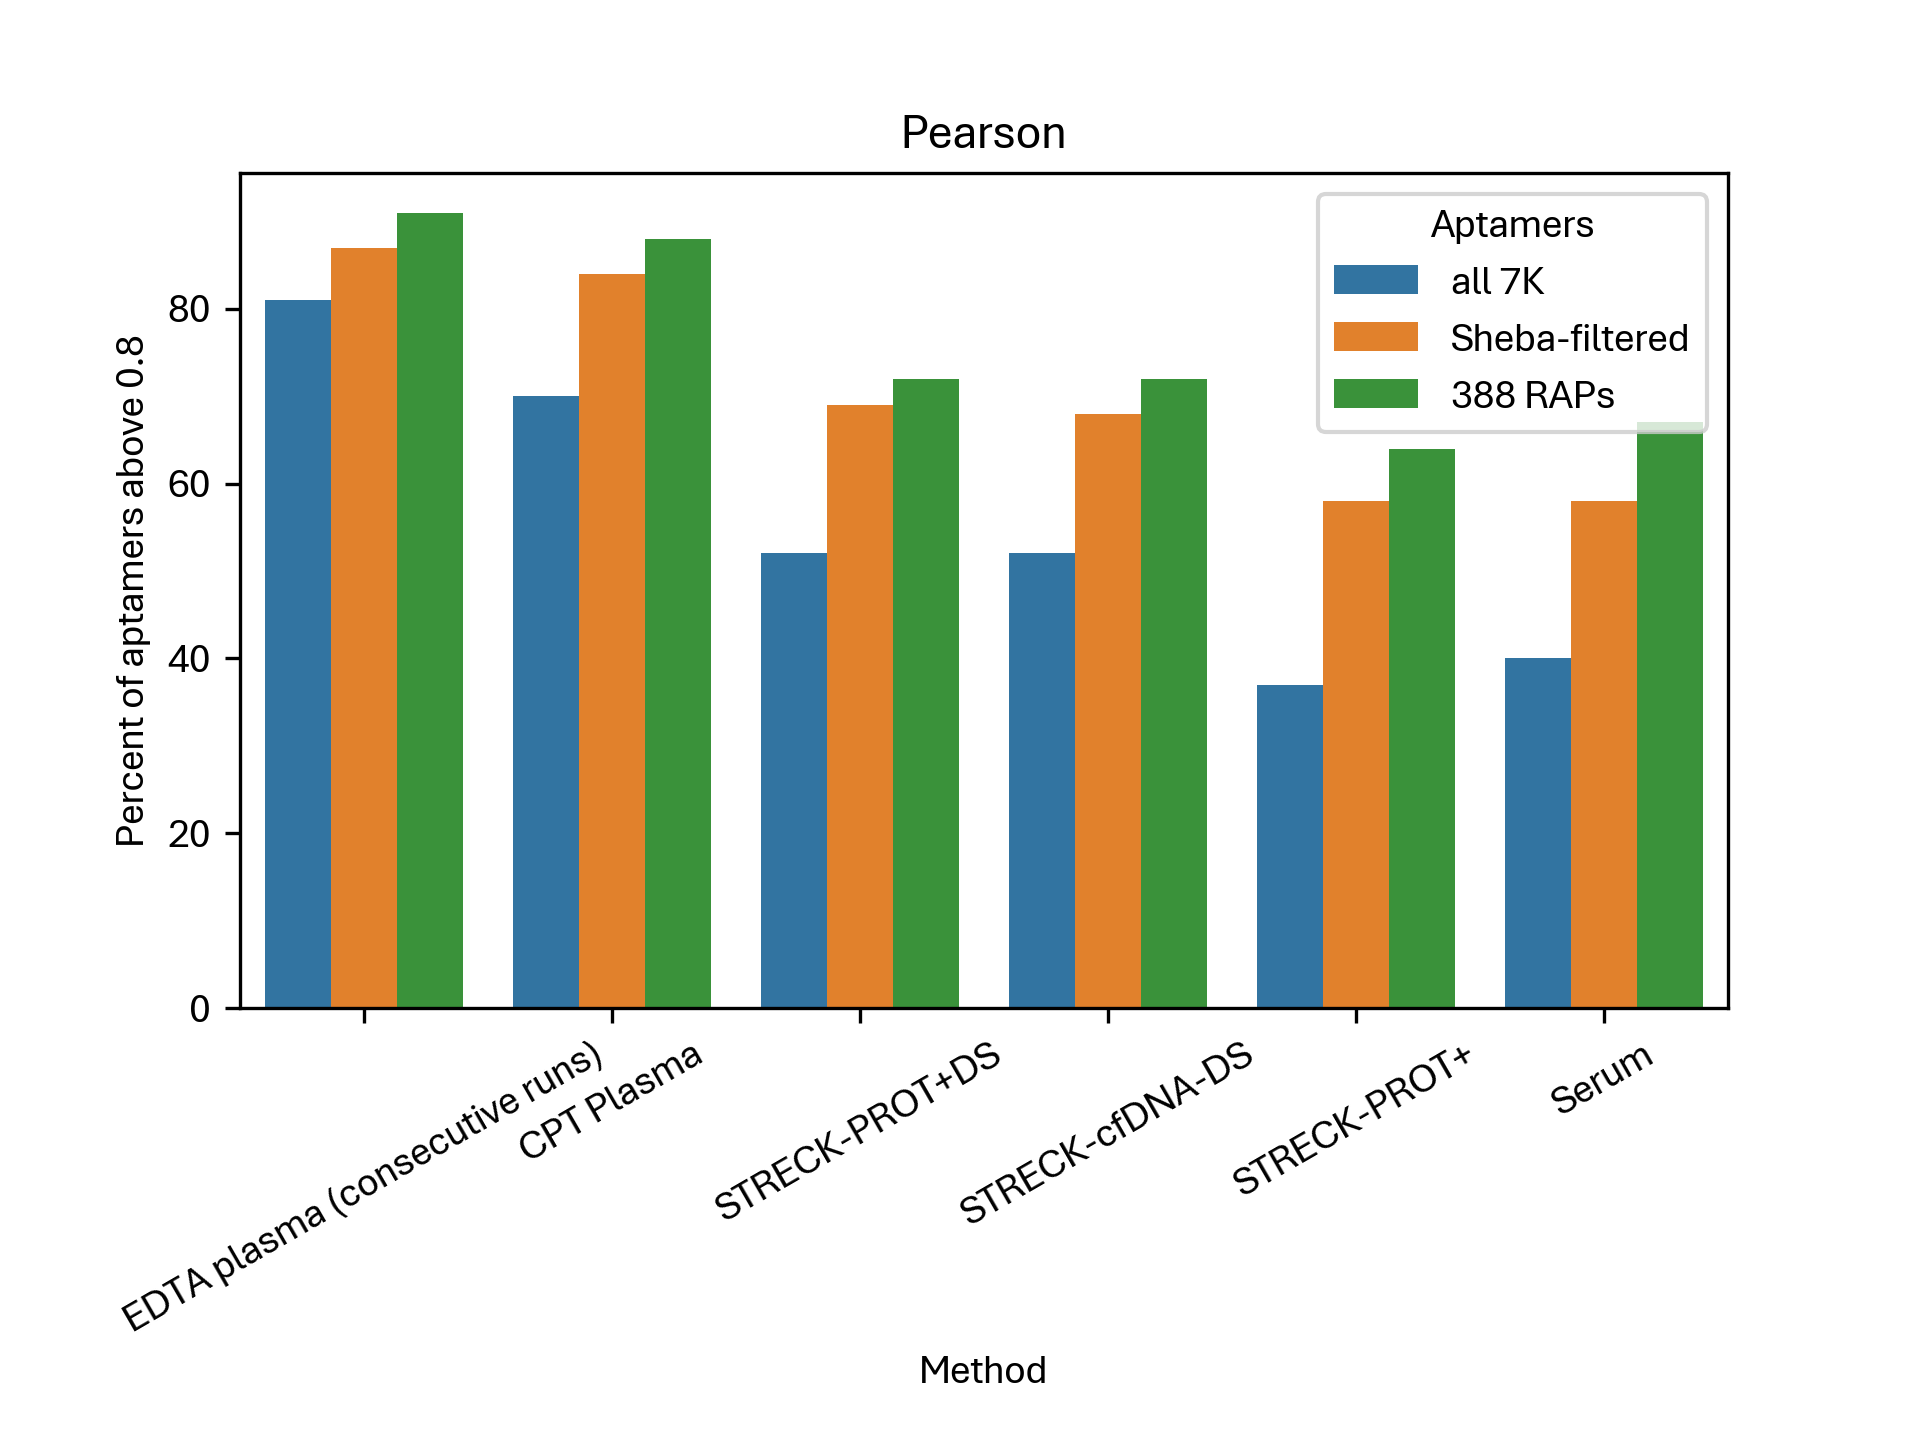 Pearson
Aptamers
all 7K
Sheba-filtered
388 RAPs
Percent of aptamers above 0.8
80
60
40
20
0
EDTA plasma (consecutive runs)
CPT Plasma
STRECK-PROT+DS
STRECK-cfDNA-DS
STRECK-PROT+
Serum
Method